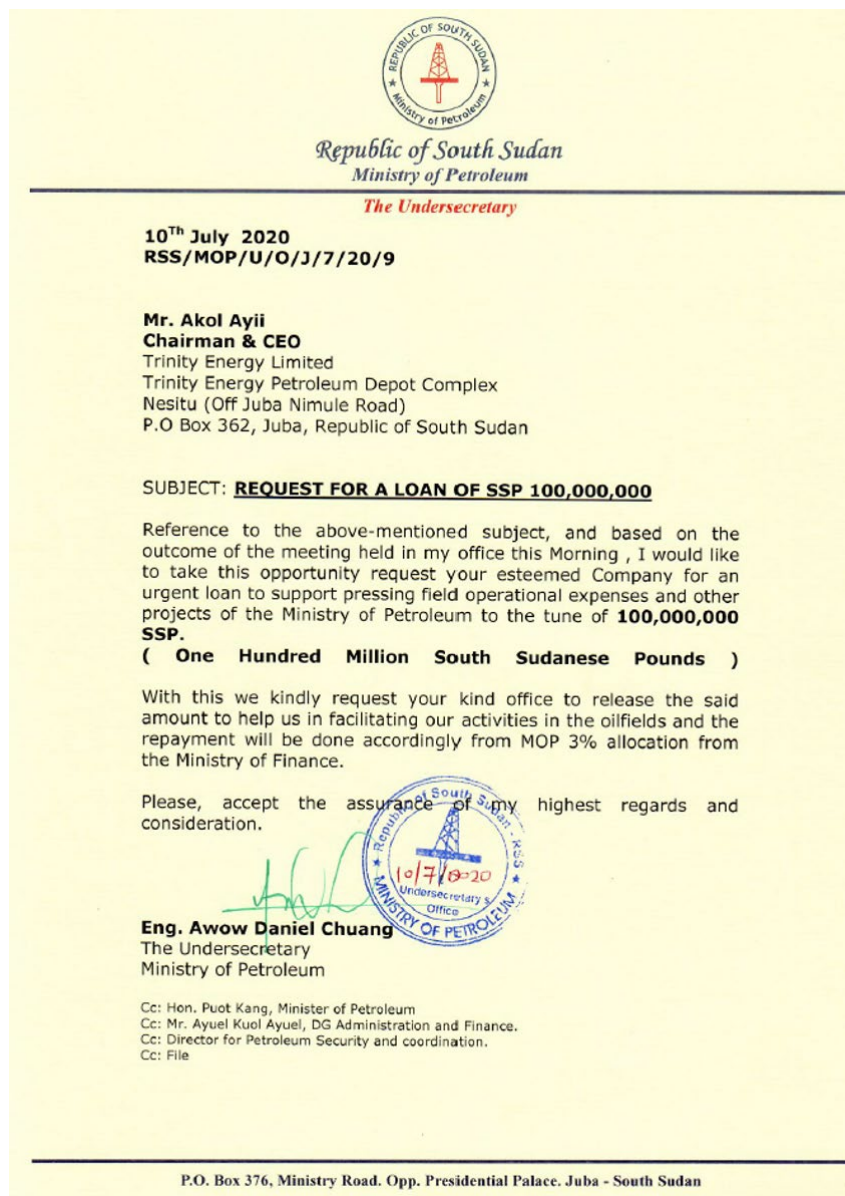 REPUBLIC OF SOUTH SUDAN
Ministry of Petroleum
Republic of South Sudan
Ministry of Petroleum
The Undersecretary
10Th July 2020
RSS/MOP/U/O/J/7/20/9
Mr. Akol Ayii
Chairman & CEO
Trinity Energy Limited
Trinity Energy Petroleum Depot Complex
Nesitu (Off Juba Nimule Road)
P.O Box 362, Juba, Republic of South Sudan
SUBJECT: REQUEST FOR A LOAN OF SSP 100,000,000
Reference to the above-mentioned subject, and based on the
outcome of the meeting held in my office this Morning , I would like
to take this opportunity request your esteemed Company for an
urgent loan to support pressing field operational expenses and other
projects of the Ministry of Petroleum to the tune of 100,000,000
SSP.
( One Hundred Million South Sudanese Pounds )
With this we kindly request your kind office to release the said
amount to help us in facilitating our activities in the oilfields and the
repayment will be done accordingly from MOP 3% allocation from
the Ministry of Finance.
Please, accept the assurance of my highest regards and
consideration.
Republic of South Sudan - RSS
10/7/2020
Undersecretary's
Office
MINISTRY OF PETROLEUM
Eng. Awow Daniel Chuang
The Undersecretary
Ministry of Petroleum
Cc: Hon. Puot Kang, Minister of Petroleum
Cc: Mr. Ayuel Kuol Ayuel, DG Administration and Finance.
Cc: Director for Petroleum Security and coordination.
Cc: File
P.O. Box 376, Ministry Road. Opp. Presidential Palace. Juba - South Sudan